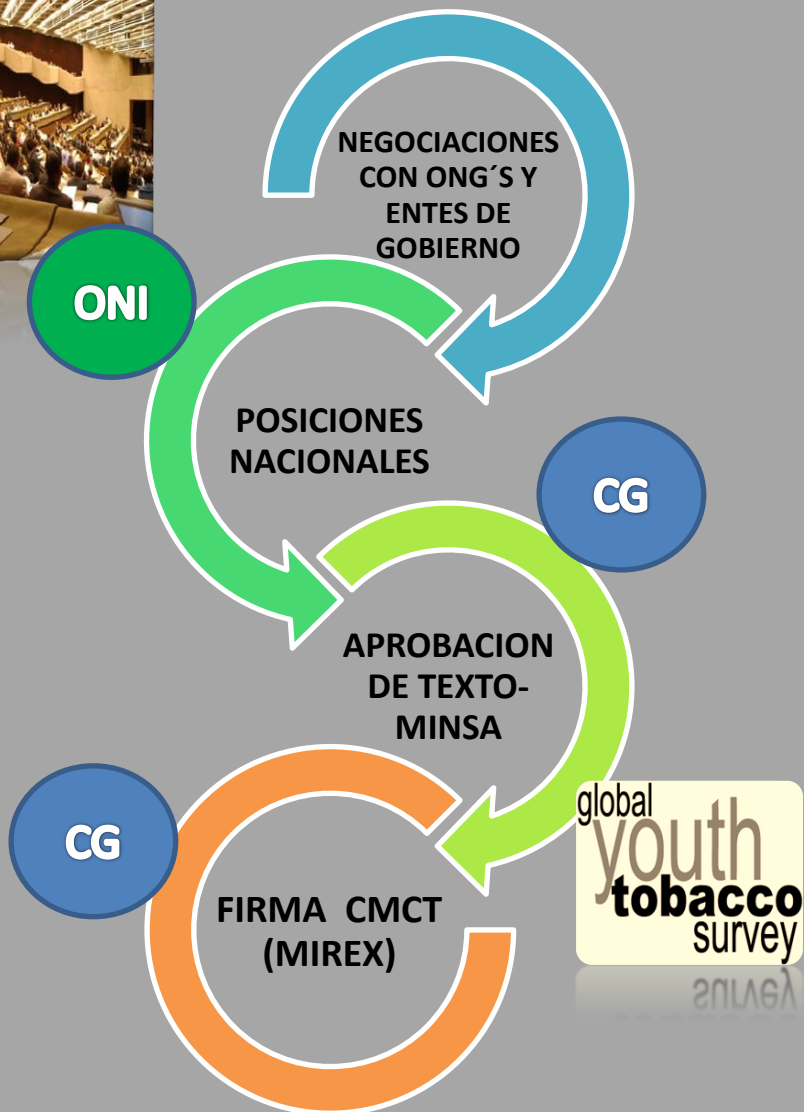 NEGOCIACIONES
CON ONG´S Y
ENTES DE
GOBIERNO
ONI
POSICIONES
NACIONALES
CG
APROBACION
DE TEXTO-
MINSA
CG
global
youth
tobacco
survey
FIRMA CMCT
(MIREX)